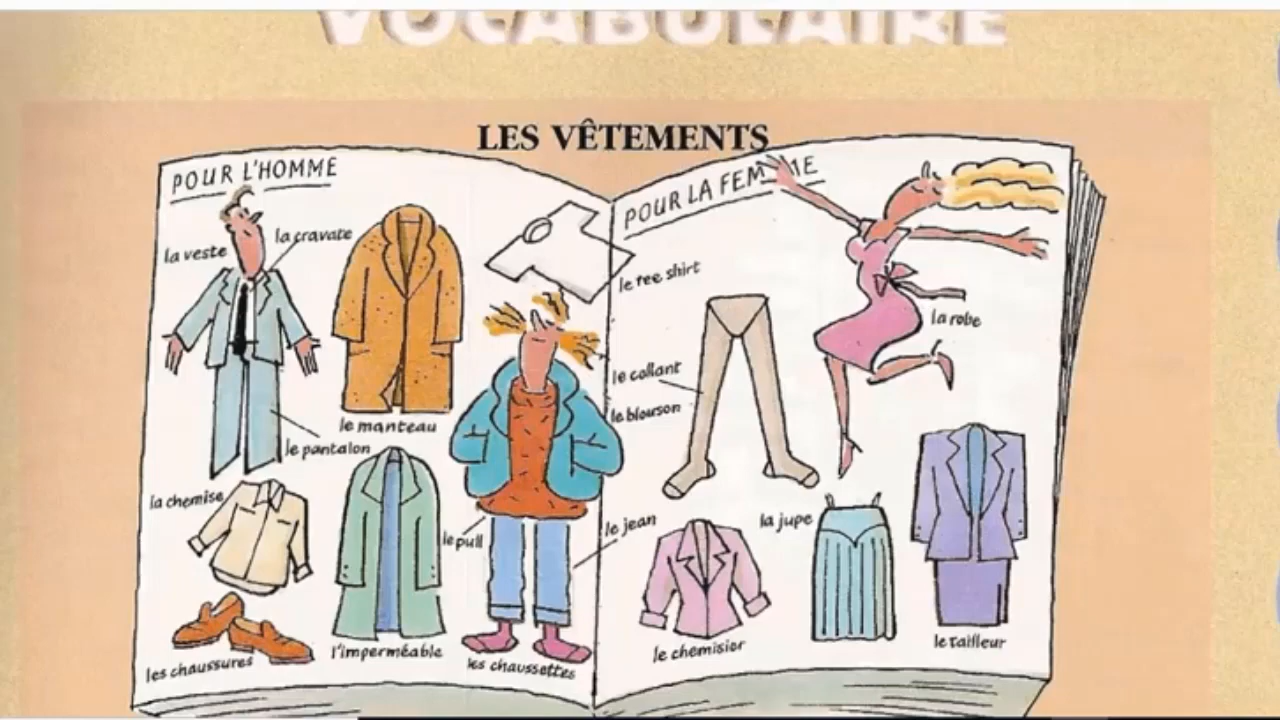 VOCABULAIRE
LES VÊTEMENTS
POUR L'HOMME
la veste
la cravate
le manteau
le pantalon
la chemise
le pull
les chaussures
l'imperméable
les chaussettes
POUR LA FEMME
le tee shirt
la robe
le collant
le blouson
le jean
la jupe
le chemisier
le tailleur